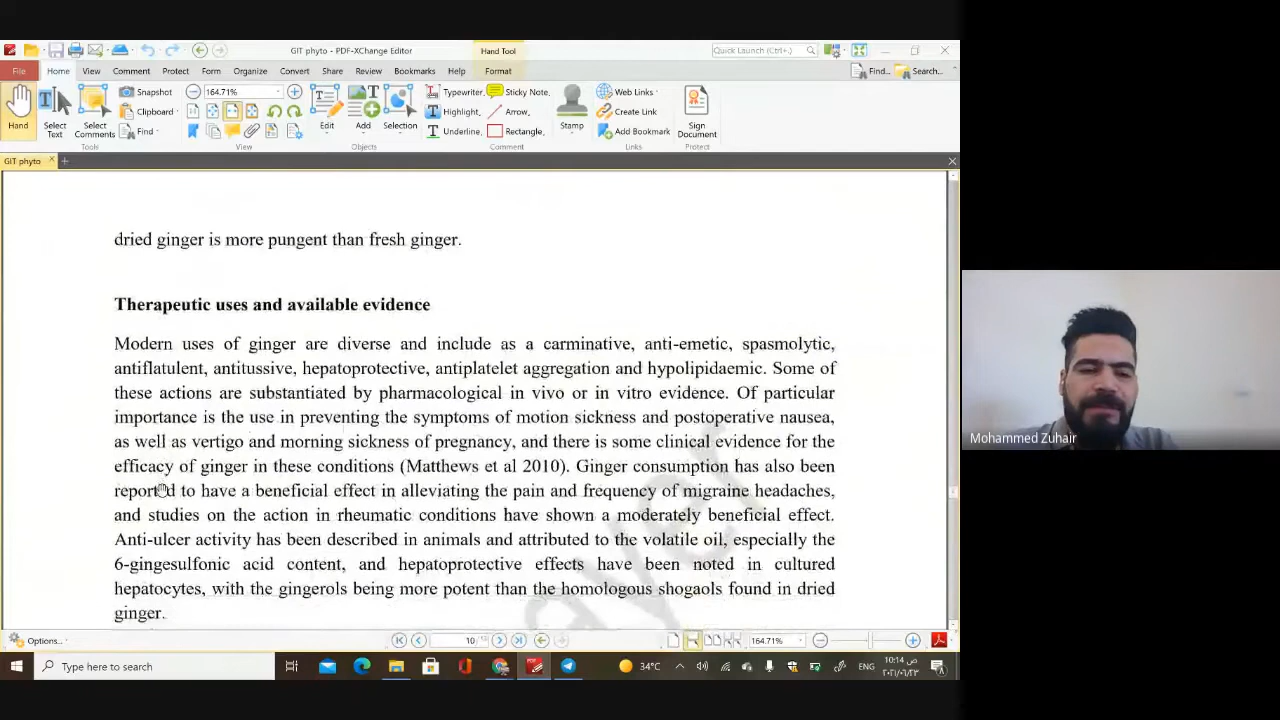 GIT phyto - PDF-XChange Editor
Hand Tool
Quick Launch (Ctrl+.)
File Home View Comment Protect Form Organize Convert Share Review Bookmarks Help Format Find... Search...
Hand
Select Text
Select Comments
Snapshot
Clipboard
Find
Tools
164.71%
View
Edit
Add
Selection
Objects
Typewriter
Highlight
Underline
Sticky Note
Arrow
Rectangle
Comment
Stamp
Web Links
Create Link
Add Bookmark
Links
Sign Document
Protect
GIT phyto
dried ginger is more pungent than fresh ginger.
Therapeutic uses and available evidence
Modern uses of ginger are diverse and include as a carminative, anti-emetic, spasmolytic,
antiflatulent, antitussive, hepatoprotective, antiplatelet aggregation and hypolipidaemic. Some of
these actions are substantiated by pharmacological in vivo or in vitro evidence. Of particular
importance is the use in preventing the symptoms of motion sickness and postoperative nausea,
as well as vertigo and morning sickness of pregnancy, and there is some clinical evidence for the
efficacy of ginger in these conditions (Matthews et al 2010). Ginger consumption has also been
reported to have a beneficial effect in alleviating the pain and frequency of migraine headaches,
and studies on the action in rheumatic conditions have shown a moderately beneficial effect.
Anti-ulcer activity has been described in animals and attributed to the volatile oil, especially the
6-gingesulfonic acid content, and hepatoprotective effects have been noted in cultured
hepatocytes, with the gingerols being more potent than the homologous shogaols found in dried
ginger.
Mohammed Zuhair
Options...
10
164.71%
Type here to search
34°C
ENG
10:14 ص
٢٠٢١/٠٦/٢٣